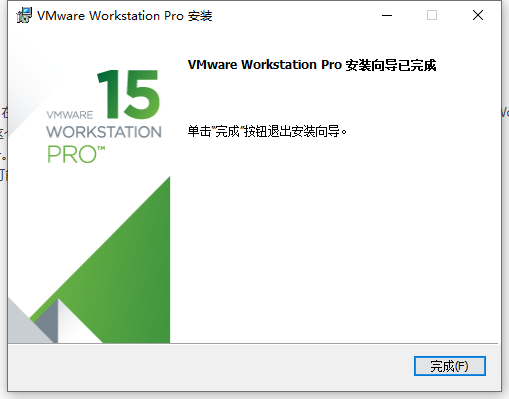 VMware Workstation Pro 安装
VMware Workstation Pro 安装向导已完成
15
VMWARE
WORKSTATION
PRO™
单击"完成"按钮退出安装向导。
完成(F)